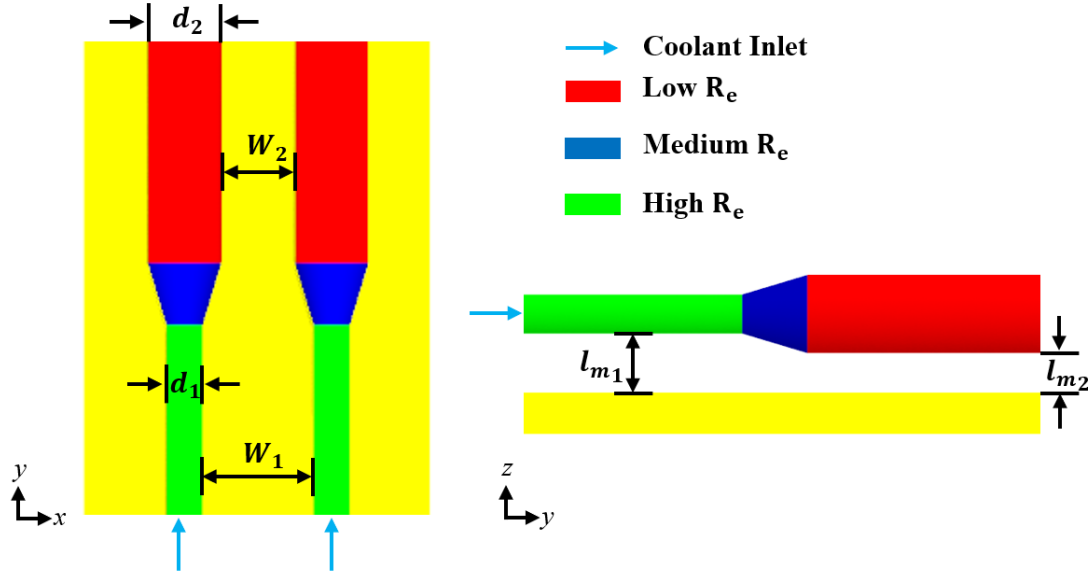 d₂
W₂
d₁
W₁
y
x
Coolant Inlet
Low Rₑ
Medium Rₑ
High Rₑ
lₘ₁
lₘ₂
z
y